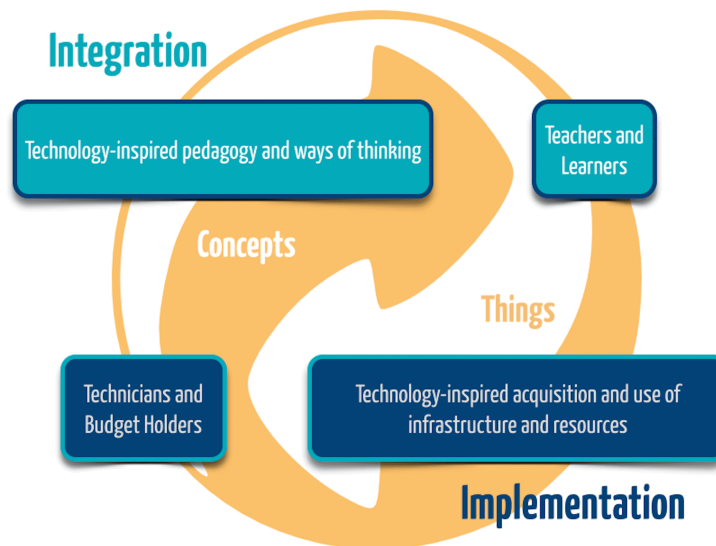 Integration
Technology-inspired pedagogy and ways of thinking
Teachers and
Learners
Concepts
Things
Technicians and
Budget Holders
Technology-inspired acquisition and use of
infrastructure and resources
Implementation